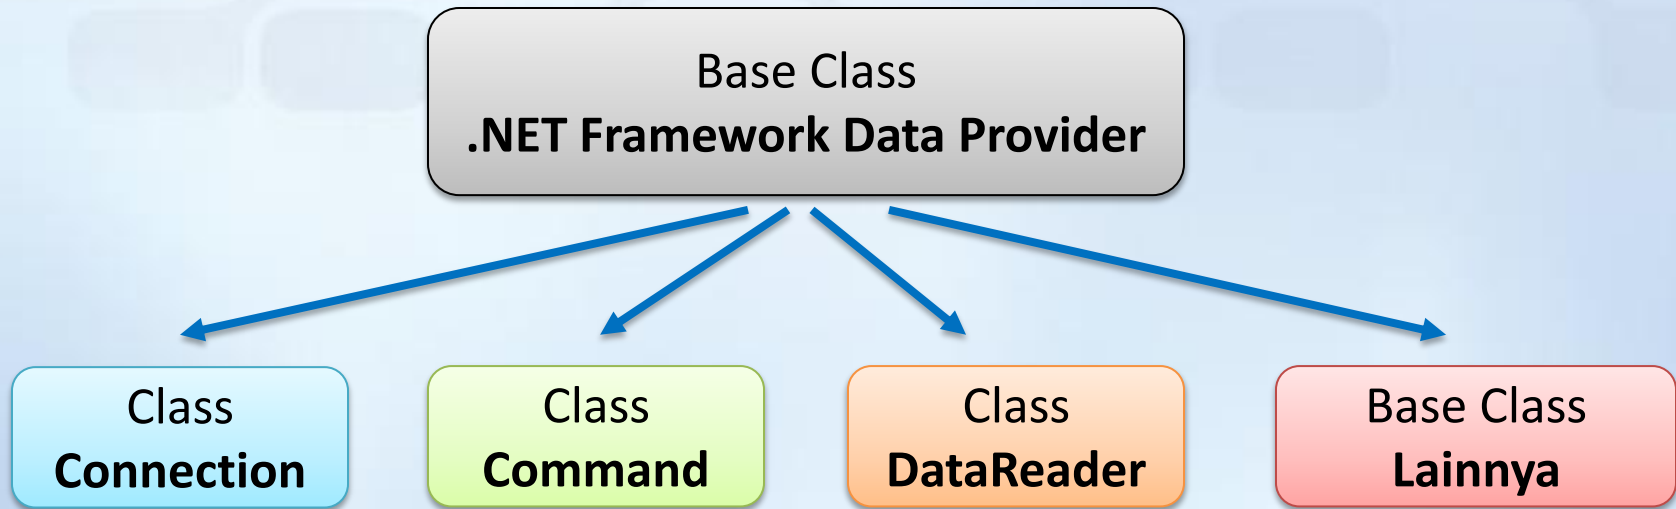 Base Class
.NET Framework Data Provider
Class
Connection
Class
Command
Class
DataReader
Base Class
Lainnya